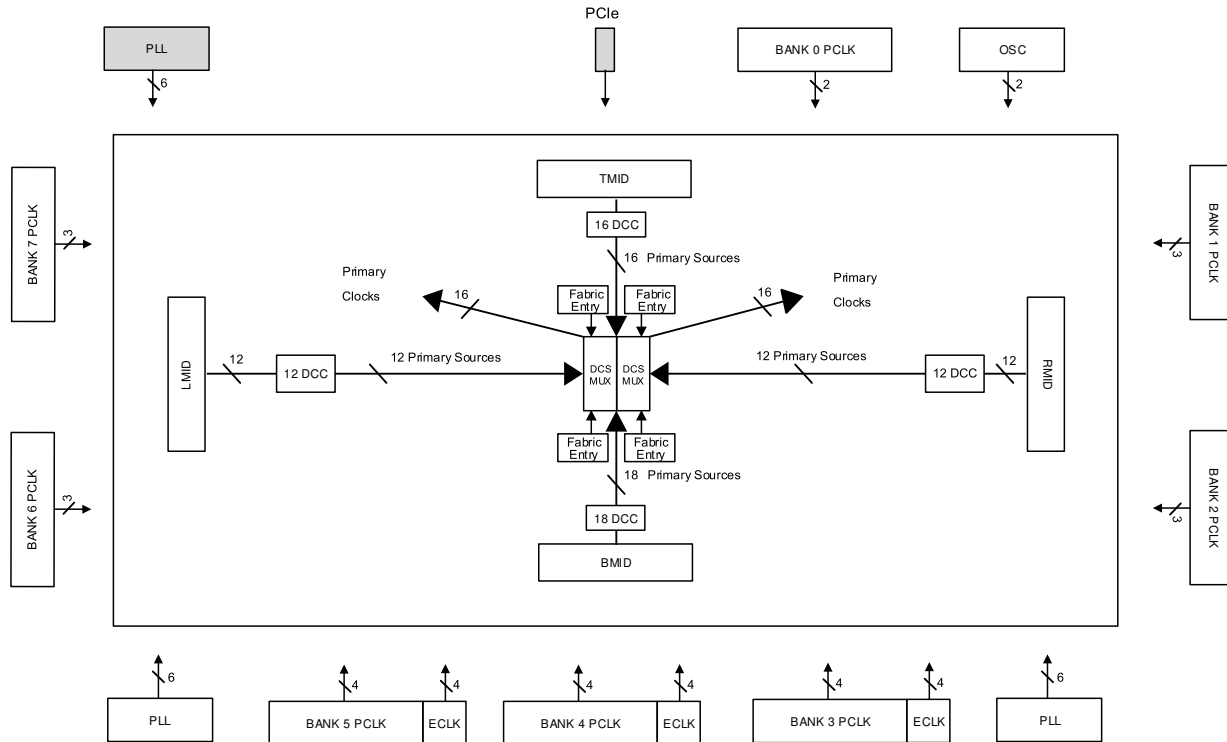 PCIe
PLL
BANK 0 PCLK
OSC
6
2
2
TMID
16 DCC
BANK 7 PCLK
3
BANK 1 PCLK
3
16 Primary Sources
Primary
Clocks
16
Fabric
Entry
Fabric
Entry
16
Primary
Clocks
LMID
12
12 DCC
12 Primary Sources
DCS
MUX
DCS
MUX
12 Primary Sources
12 DCC
12
RMID
Fabric
Entry
Fabric
Entry
18 Primary Sources
BANK 6 PCLK
3
BANK 2 PCLK
3
18 DCC
BMID
6
4
4
4
4
4
4
6
PLL
BANK 5 PCLK
ECLK
BANK 4 PCLK
ECLK
BANK 3 PCLK
ECLK
PLL